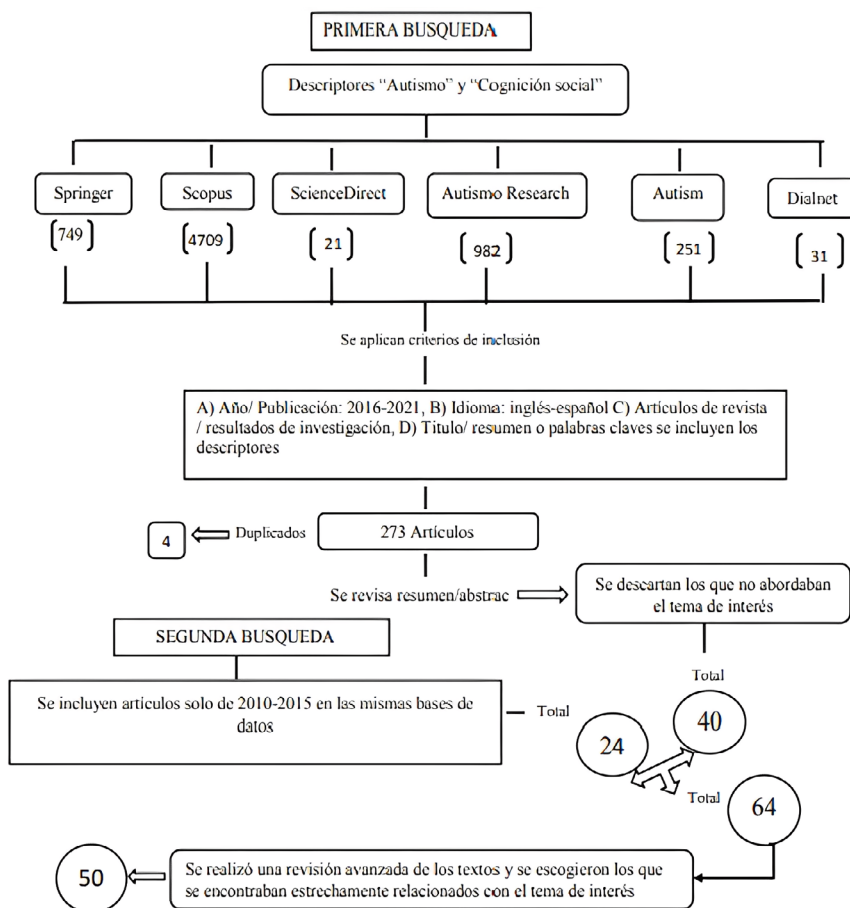 PRIMERA BUSQUEDA
Descriptores “Autismo” y “Cognición social”
Springer
Scopus
ScienceDirect
Autismo Research
Autism
Dialnet
749
4709
21
982
251
31
Se aplican criterios de inclusión
A) Año/ Publicación: 2016-2021, B) Idioma: inglés-español C) Artículos de revista
/ resultados de investigación, D) Titulo/ resumen o palabras claves se incluyen los
descriptores
4
Duplicados
273 Artículos
Se revisa resumen/abstrac
Se descartan los que no abordaban
el tema de interés
SEGUNDA BUSQUEDA
Se incluyen artículos solo de 2010-2015 en las mismas bases de
datos
Total
24
Total
40
Total
64
50
Se realizó una revisión avanzada de los textos y se escogieron los que
se encontraban estrechamente relacionados con el tema de interés